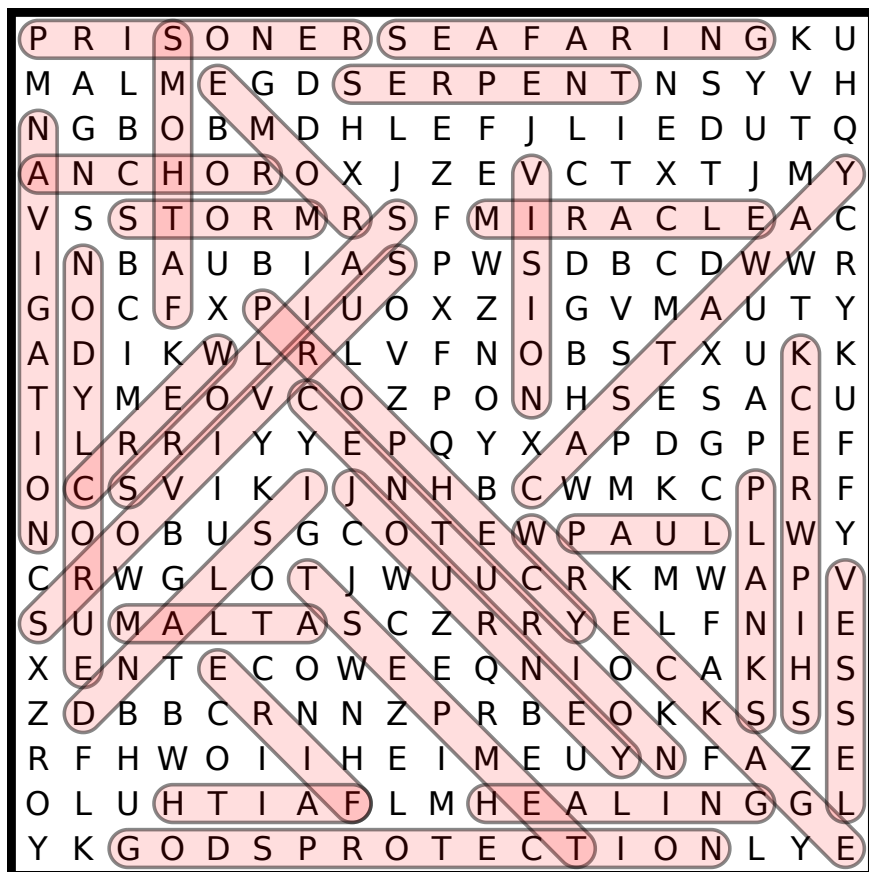 P R I S O N E R S E A F A R I N G K U
M A L M E G D S E R P E N T N S Y V H
N G B O B M D H L E F J L I E D U T Q
A N C H O R O X J Z E V C T X T J M Y
V S S T O R M R S F M I R A C L E A C
I N B A U B I A S P W S D B C D W W R
G O C F X P I U O X Z I G V M A U T Y
A D I K W L R L V F N O B S T X U K K
T Y M E O V C O Z P O N H S E S A C U
I L R R I Y Y E P Q Y X A P D G P E F
O C S V I K I J N H B C W M K C P R F
N O O B U S G C O T E W P A U L L W Y
C R W G L O T J W U U C R K M W A P V
S U M A L T A S C Z R R Y E L F N I E
X E N T E C O W E E Q N I O C A K H S
Z D B B C R N N Z P R B E O K K S S S
R F H W O I I H E I M E U Y N F A Z E
O L U H T I A F L M H E A L I N G G L
Y K G O D S P R O T E C T I O N L Y E